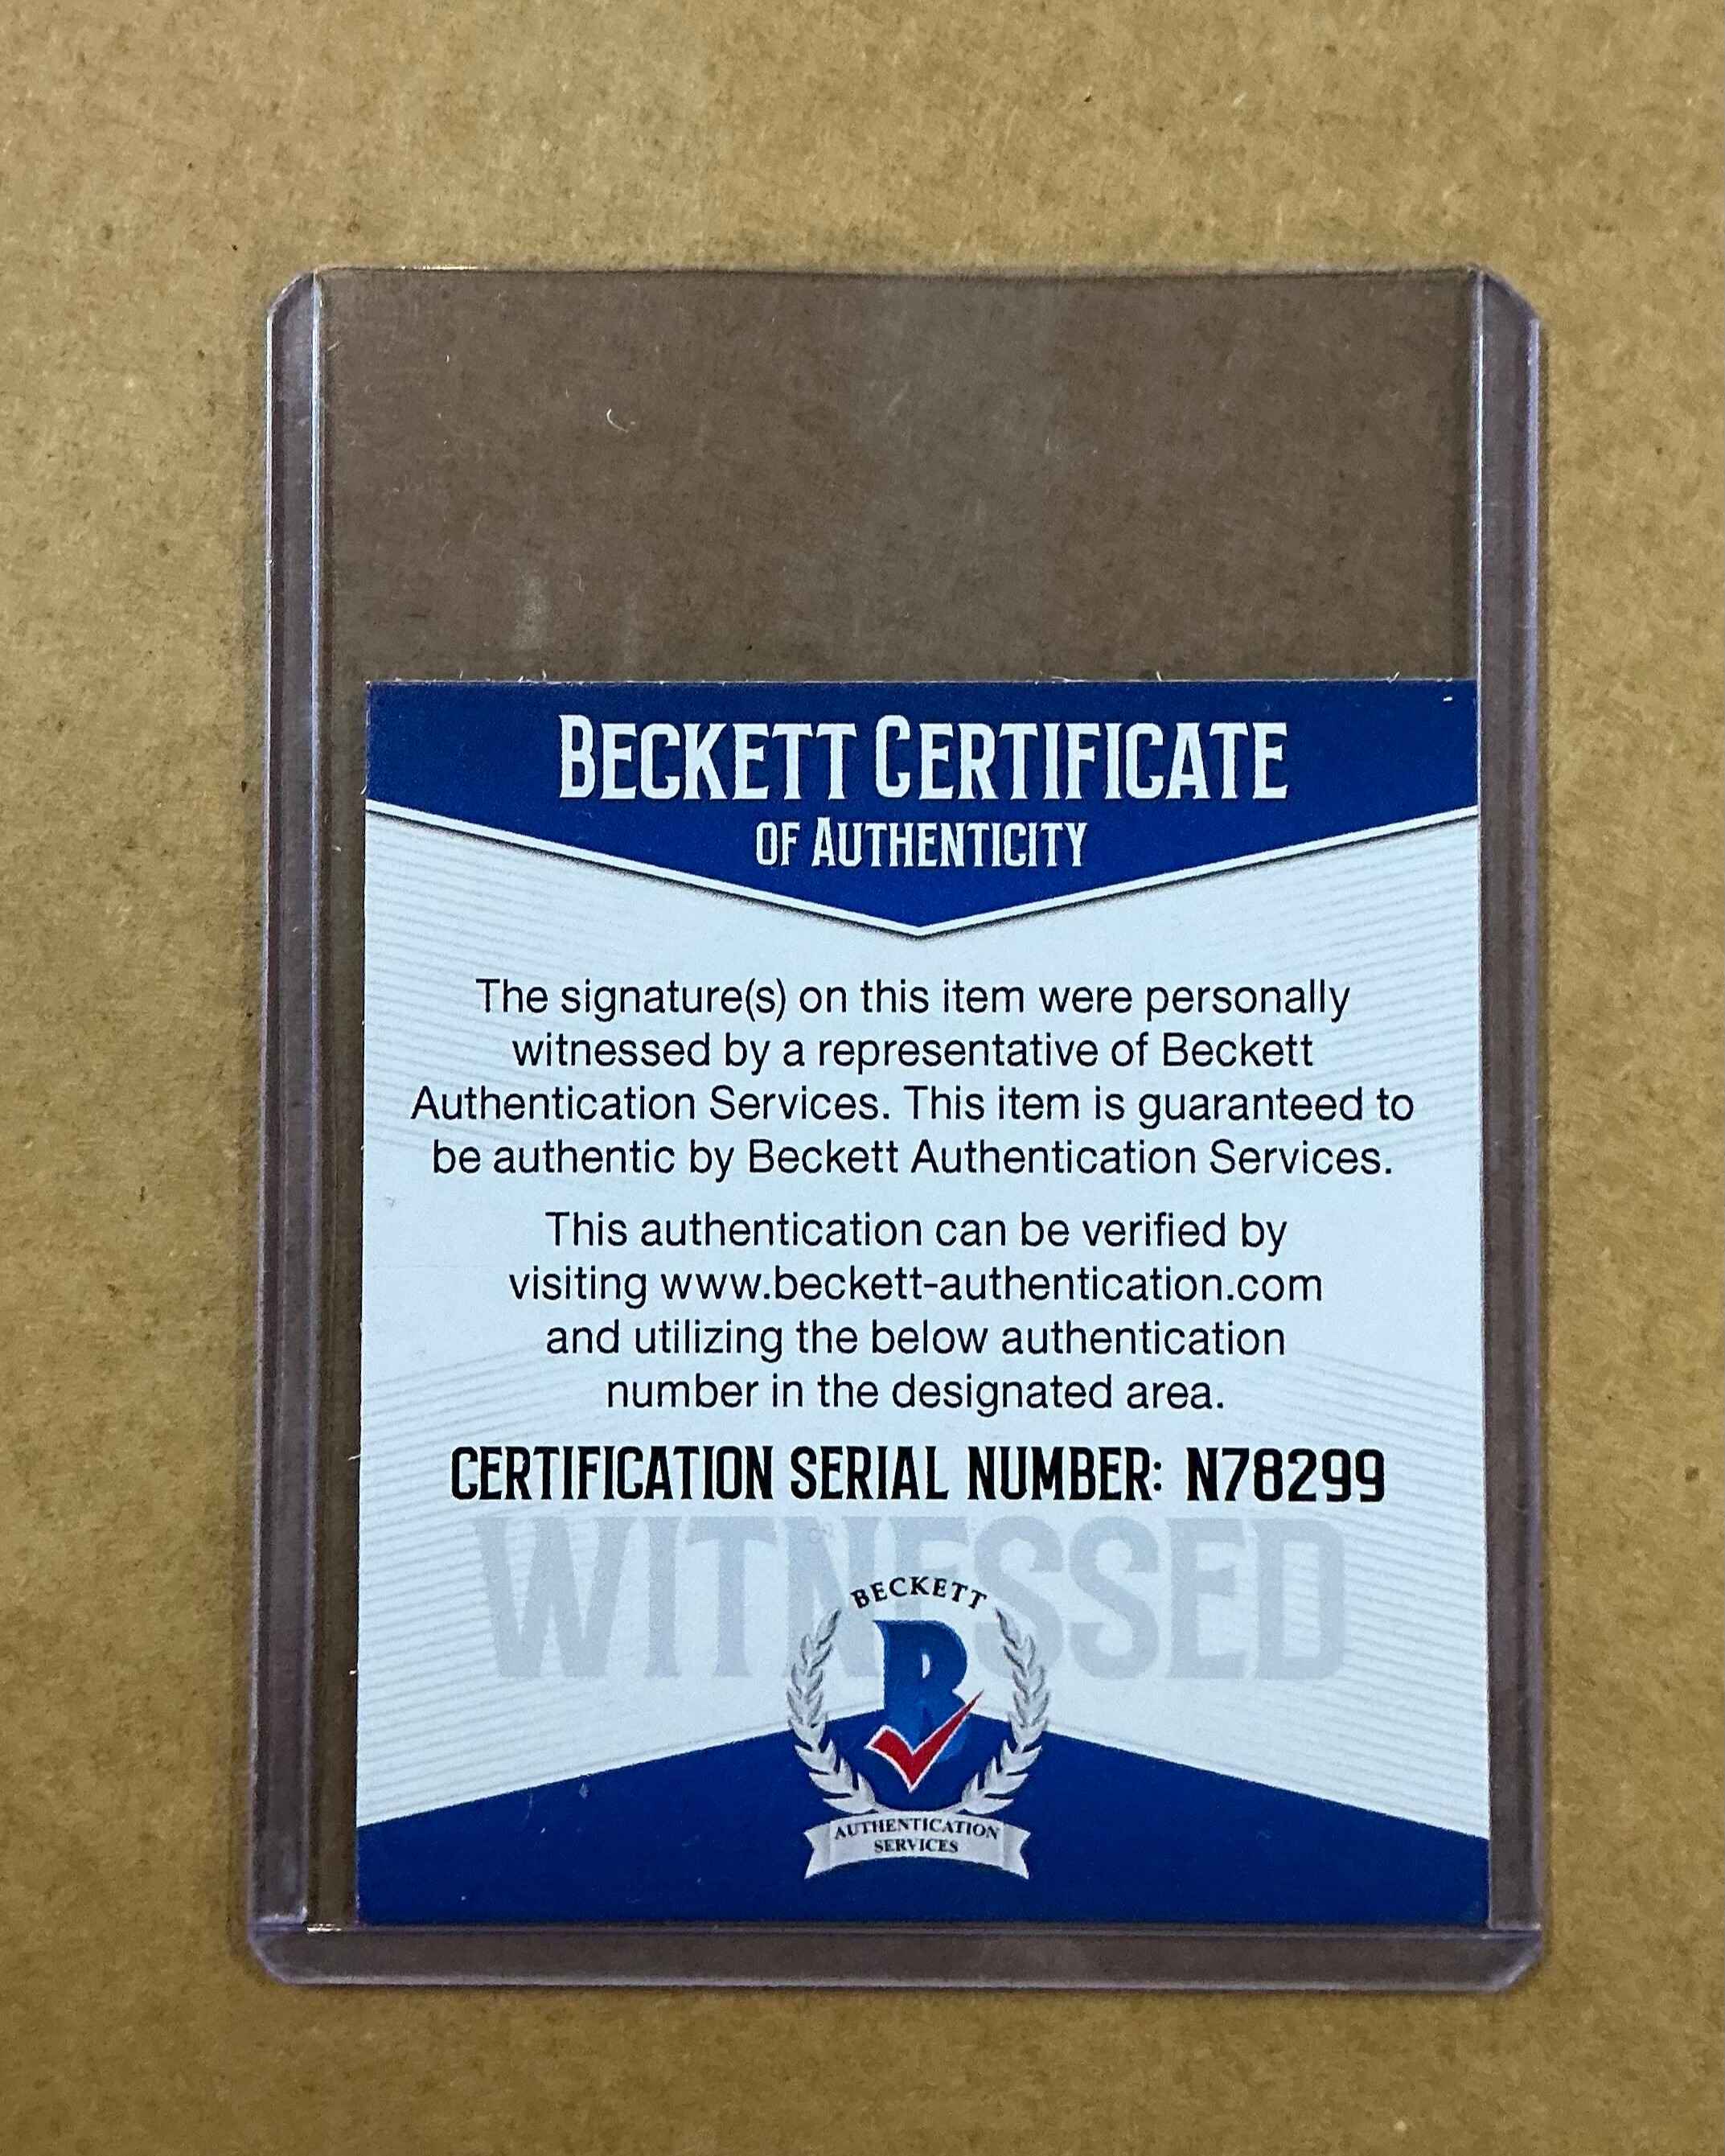 BECKETT CERTIFICATE
OF AUTHENTICITY
The signature(s) on this item were personally
witnessed by a representative of Beckett
Authentication Services. This item is guaranteed to
be authentic by Beckett Authentication Services.
This authentication can be verified by
visiting www.beckett-authentication.com
and utilizing the below authentication
number in the designated area.
CERTIFICATION SERIAL NUMBER: N78299
WITNESSED
BECKETT
B
AUTHENTICATION
SERVICES